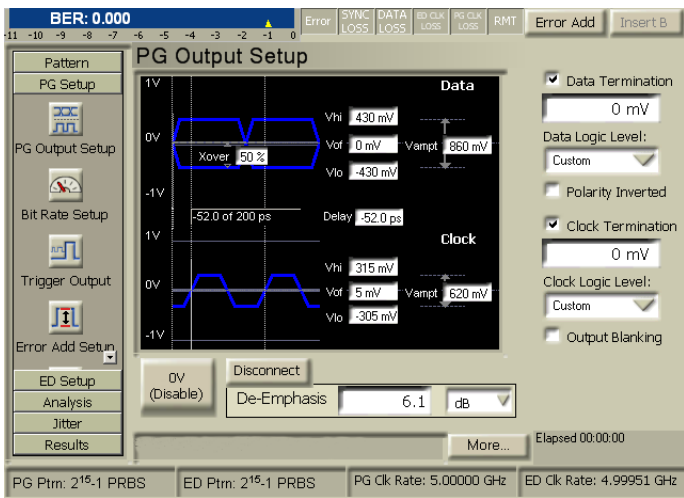 BER: 0.000
-11 -10 -9 -8 -7 -6 -5 -4 -3 -2 -1 0
Error
SYNC LOSS
DATA LOSS
ED CLK LOSS
PG CLK LOSS
RMT
Error Add
Insert B
Pattern
PG Setup
PG Output Setup
Bit Rate Setup
Trigger Output
Error Add Setup
ED Setup
Analysis
Jitter
Results
PG Output Setup
1V
Data
Vhi 430 mV
0V
Xover 50 %
Vof 0 mV
Vampt 860 mV
Vlo -430 mV
-1V
-52.0 of 200 ps
Delay -52.0 ps
1V
Clock
Vhi 315 mV
0V
Vof 5 mV
Vampt 620 mV
Vlo -305 mV
-1V
0V
(Disable)
Disconnect
De-Emphasis 6.1 dB
More...
Data Termination
0 mV
Data Logic Level:
Custom
Polarity Inverted
Clock Termination
0 mV
Clock Logic Level:
Custom
Output Blanking
Elapsed 00:00:00
PG Ptrn: 2¹⁵-1 PRBS
ED Ptrn: 2¹⁵-1 PRBS
PG Clk Rate: 5.00000 GHz
ED Clk Rate: 4.99951 GHz